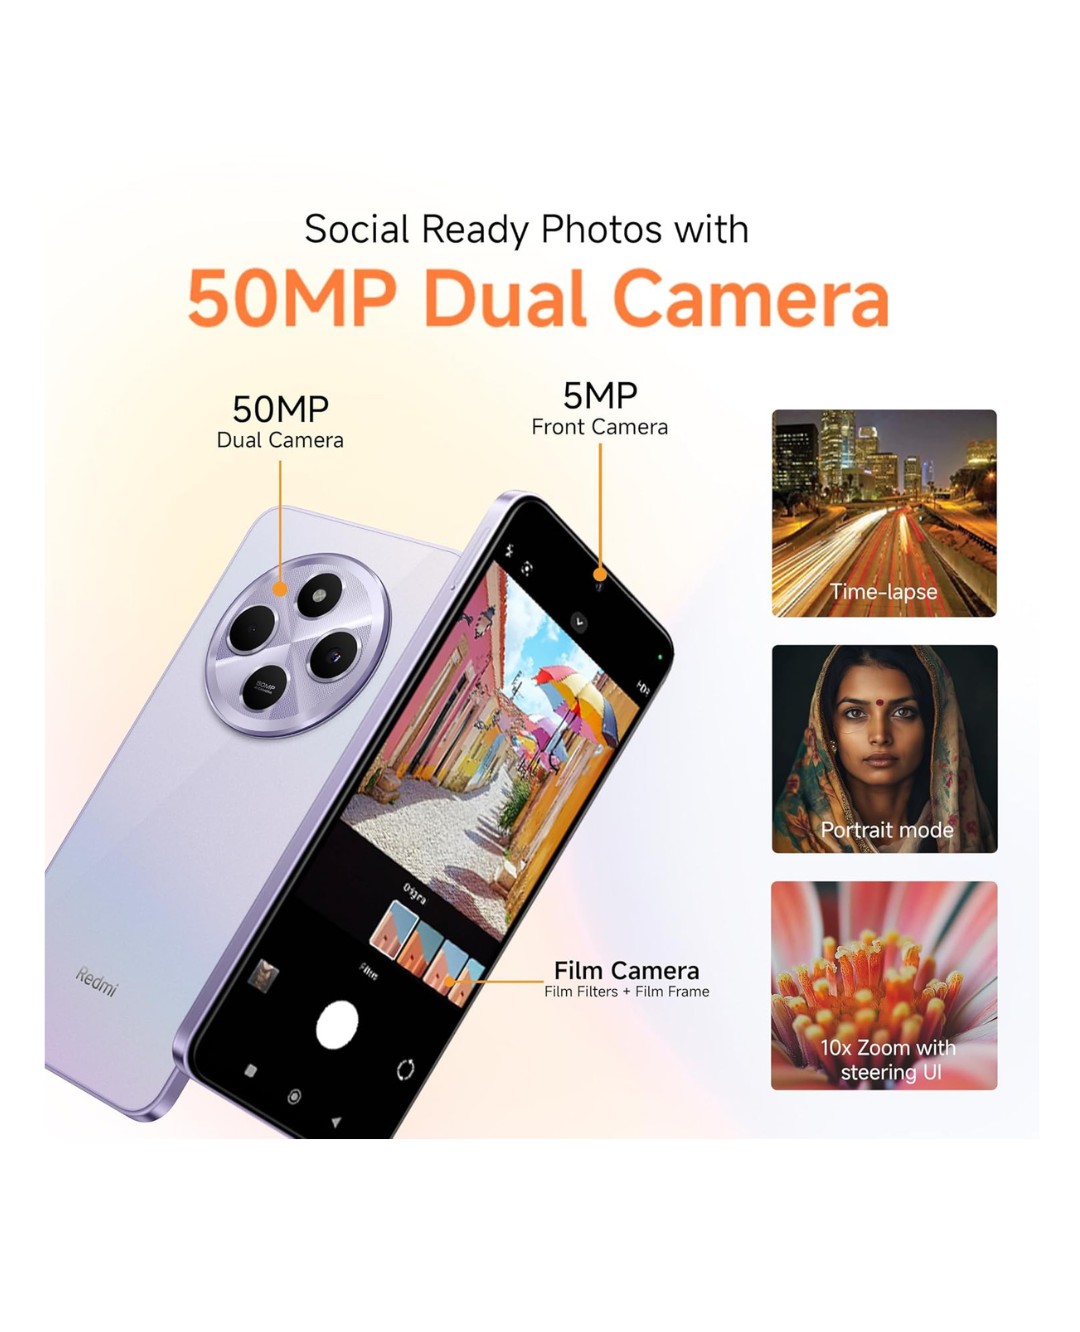 Social Ready Photos with
50MP Dual Camera
50MP
Dual Camera
5MP
Front Camera
Time-lapse
Portrait mode
50MP
Redmi
Film Camera
Film Filters + Film Frame
10x Zoom with
steering UI